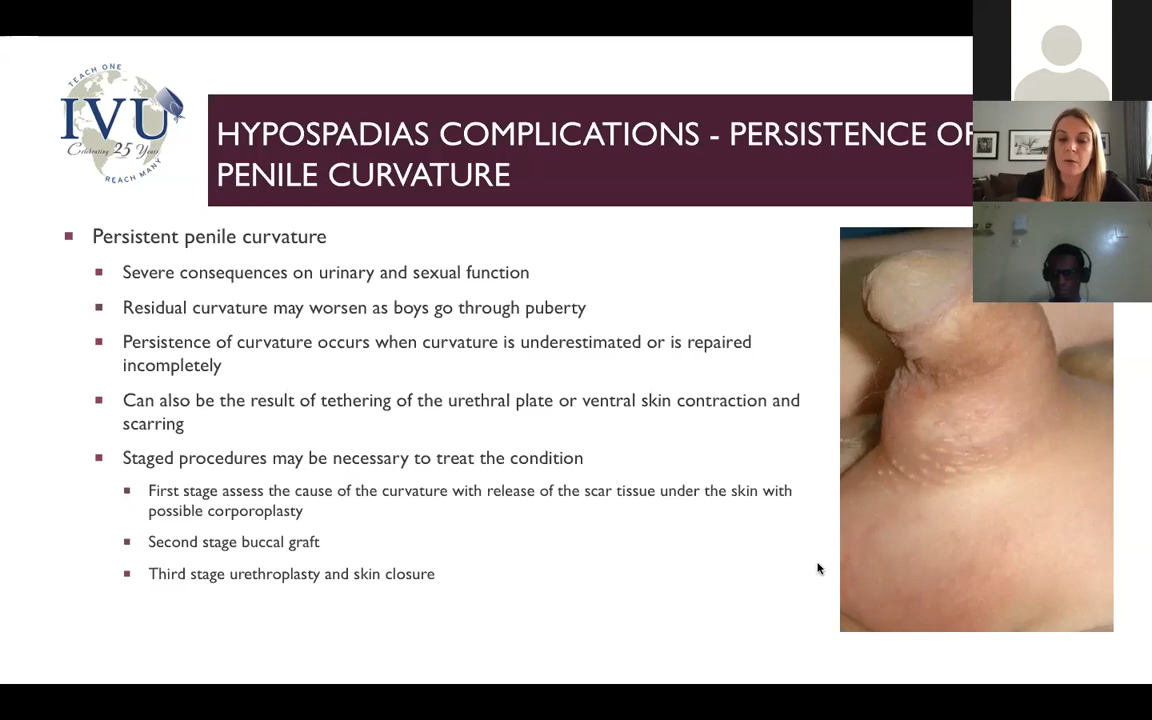 TEACH ONE
IVU
Celebrating 25 Years
REACH MANY
HYPOSPADIAS COMPLICATIONS - PERSISTENCE OF
PENILE CURVATURE
Persistent penile curvature
Severe consequences on urinary and sexual function
Residual curvature may worsen as boys go through puberty
Persistence of curvature occurs when curvature is underestimated or is repaired
incompletely
Can also be the result of tethering of the urethral plate or ventral skin contraction and
scarring
Staged procedures may be necessary to treat the condition
First stage assess the cause of the curvature with release of the scar tissue under the skin with
possible corporoplasty
Second stage buccal graft
Third stage urethroplasty and skin closure